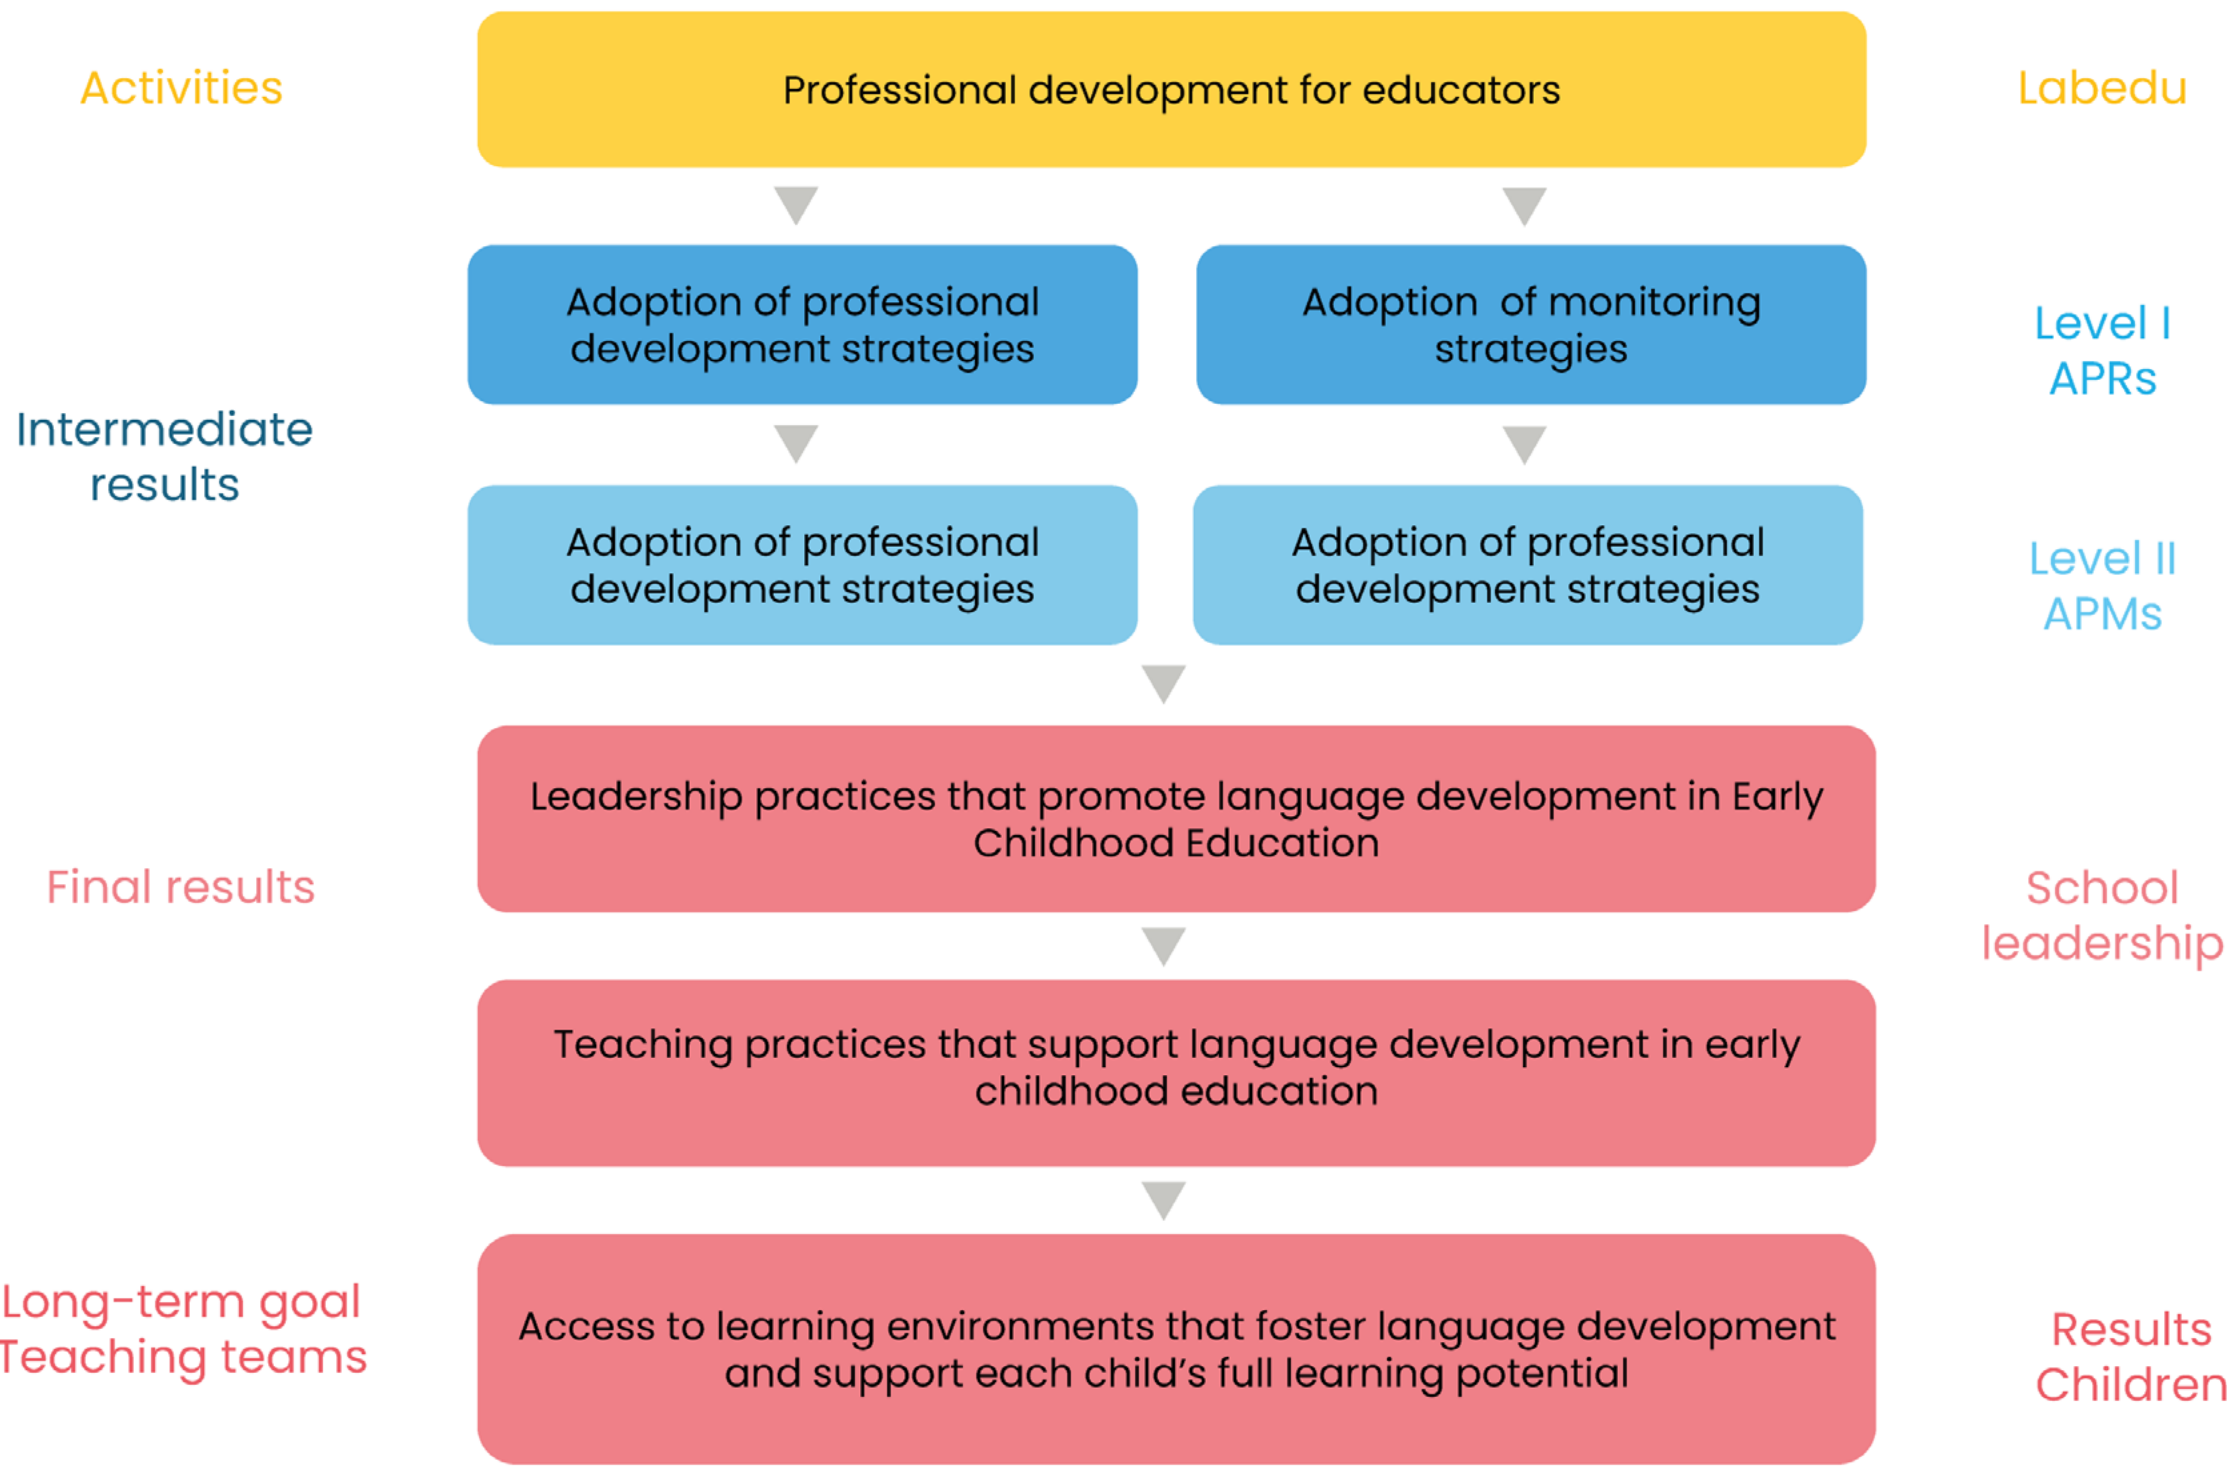 Activities
Professional development for educators
Labedu
Adoption of professional
development strategies
Adoption of monitoring
strategies
Level I
APRs
Intermediate
results
Adoption of professional
development strategies
Adoption of professional
development strategies
Level II
APMs
Leadership practices that promote language development in Early
Childhood Education
Final results
School
leadership
Teaching practices that support language development in early
childhood education
Long-term goal
Teaching teams
Access to learning environments that foster language development
and support each child's full learning potential
Results
Children